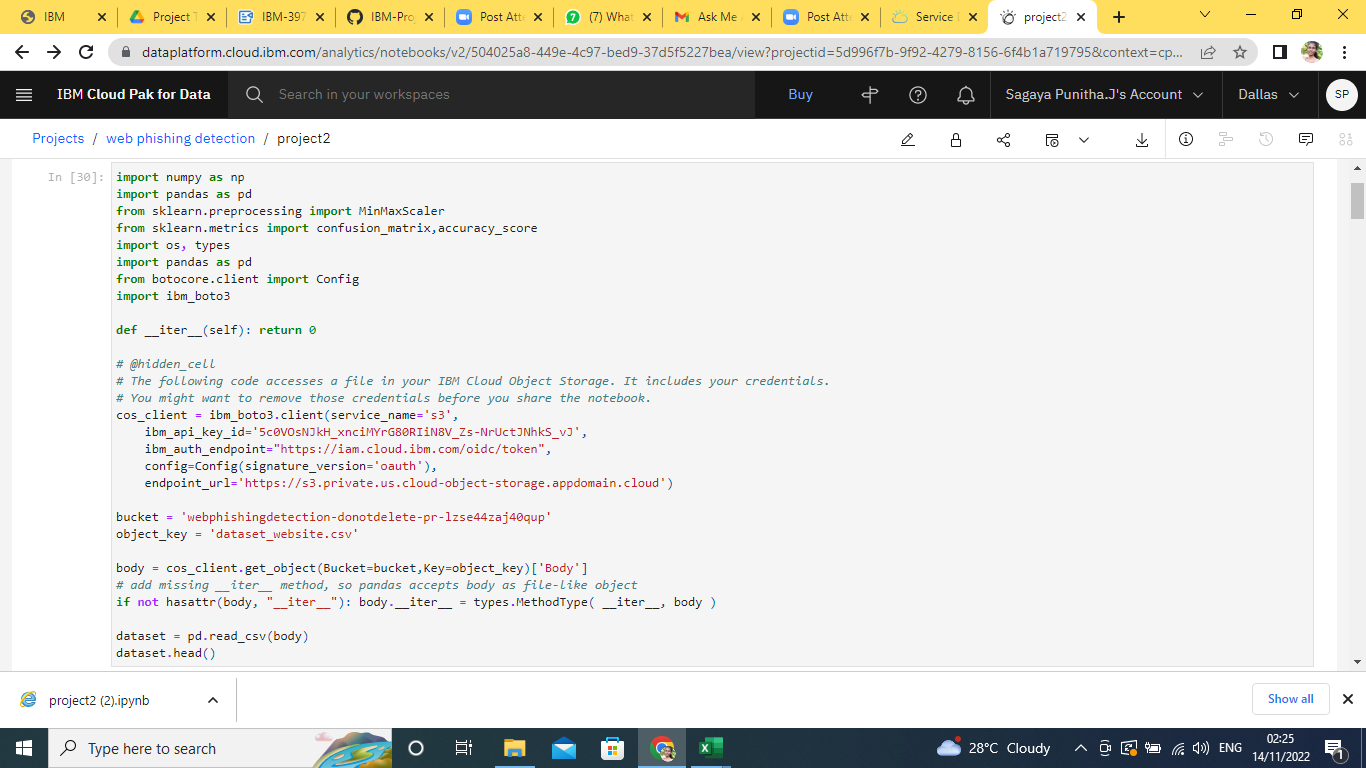 IBM
Project T
IBM-397
IBM-Proj
Post Atte
(7) What
Ask Me A
Post Atte
Service D
project2
dataplatform.cloud.ibm.com/analytics/notebooks/v2/504025a8-449e-4c97-bed9-37d5f5227bea/view?projectid=5d996f7b-9f92-4279-8156-6f4b1a719795&context=cp...
IBM Cloud Pak for Data
Search in your workspaces
Buy
Sagaya Punitha.J's Account
Dallas
SP
Projects / web phishing detection / project2
In [30]:
import numpy as np
import pandas as pd
from sklearn.preprocessing import MinMaxScaler
from sklearn.metrics import confusion_matrix,accuracy_score
import os, types
import pandas as pd
from botocore.client import Config
import ibm_boto3
def __iter__(self): return 0
# @hidden_cell
# The following code accesses a file in your IBM Cloud Object Storage. It includes your credentials.
# You might want to remove those credentials before you share the notebook.
cos_client = ibm_boto3.client(service_name='s3',
ibm_api_key_id='5c0VOsNJkH_xnciMYrG80RIiN8V_Zs-NrUctJNhkS_vJ',
ibm_auth_endpoint="https://iam.cloud.ibm.com/oidc/token",
config=Config(signature_version='oauth'),
endpoint_url='https://s3.private.us.cloud-object-storage.appdomain.cloud')
bucket = 'webphishingdetection-donotdelete-pr-lzse44zaj40qup'
object_key = 'dataset_website.csv'
body = cos_client.get_object(Bucket=bucket,Key=object_key)['Body']
# add missing __iter__ method, so pandas accepts body as file-like object
if not hasattr(body, "__iter__"): body.__iter__ = types.MethodType( __iter__, body )
dataset = pd.read_csv(body)
dataset.head()
project2 (2).ipynb
Show all
Type here to search
28°C Cloudy
ENG
02:25
14/11/2022
1